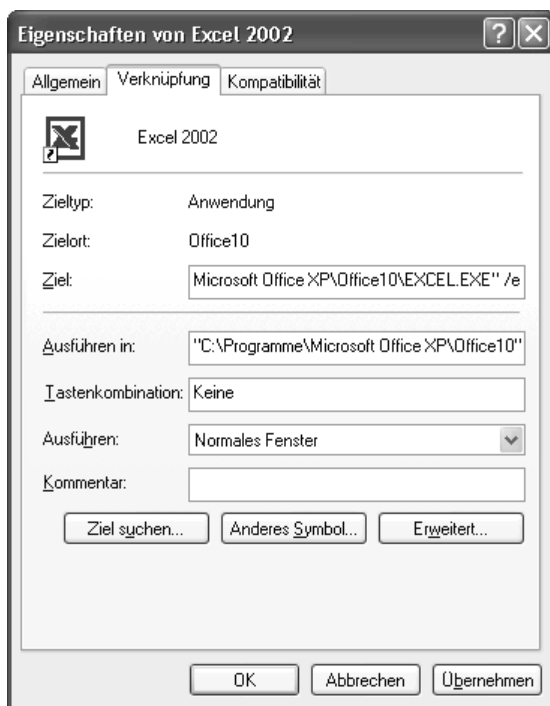 Eigenschaften von Excel 2002
Allgemein Verknüpfung Kompatibilität
Excel 2002
Zieltyp: Anwendung
Zielort: Office10
Ziel: Microsoft Office XP\Office10\EXCEL.EXE" /e
Ausführen in: "C:\Programme\Microsoft Office XP\Office10"
Tastenkombination: Keine
Ausführen: Normales Fenster
Kommentar:
Ziel suchen... Anderes Symbol... Erweitert...
OK Abbrechen Übernehmen